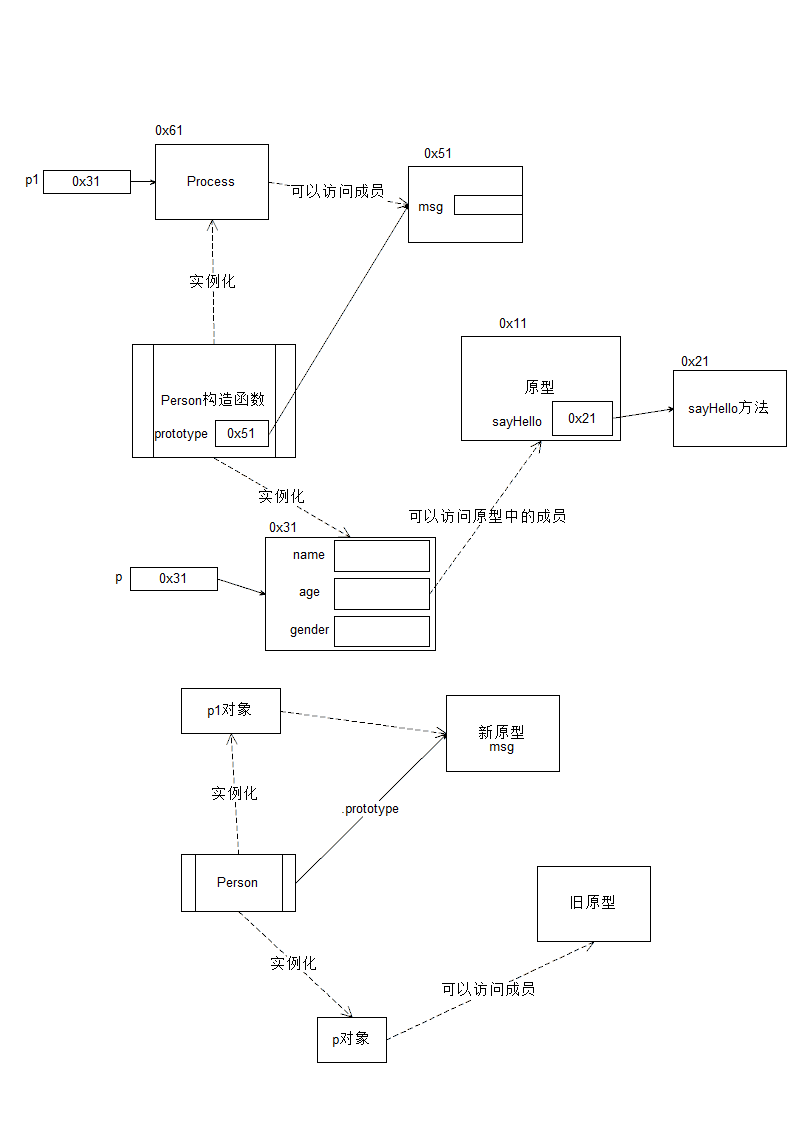 0x61
p1
0x31
Process
可以访问成员
0x51
msg
实例化
Person构造函数
prototype
0x51
0x11
原型
sayHello
0x21
0x21
sayHello方法
实例化
可以访问原型中的成员
0x31
name
age
gender
p
0x31
p1对象
新原型
msg
实例化
.prototype
Person
旧原型
实例化
可以访问成员
p对象